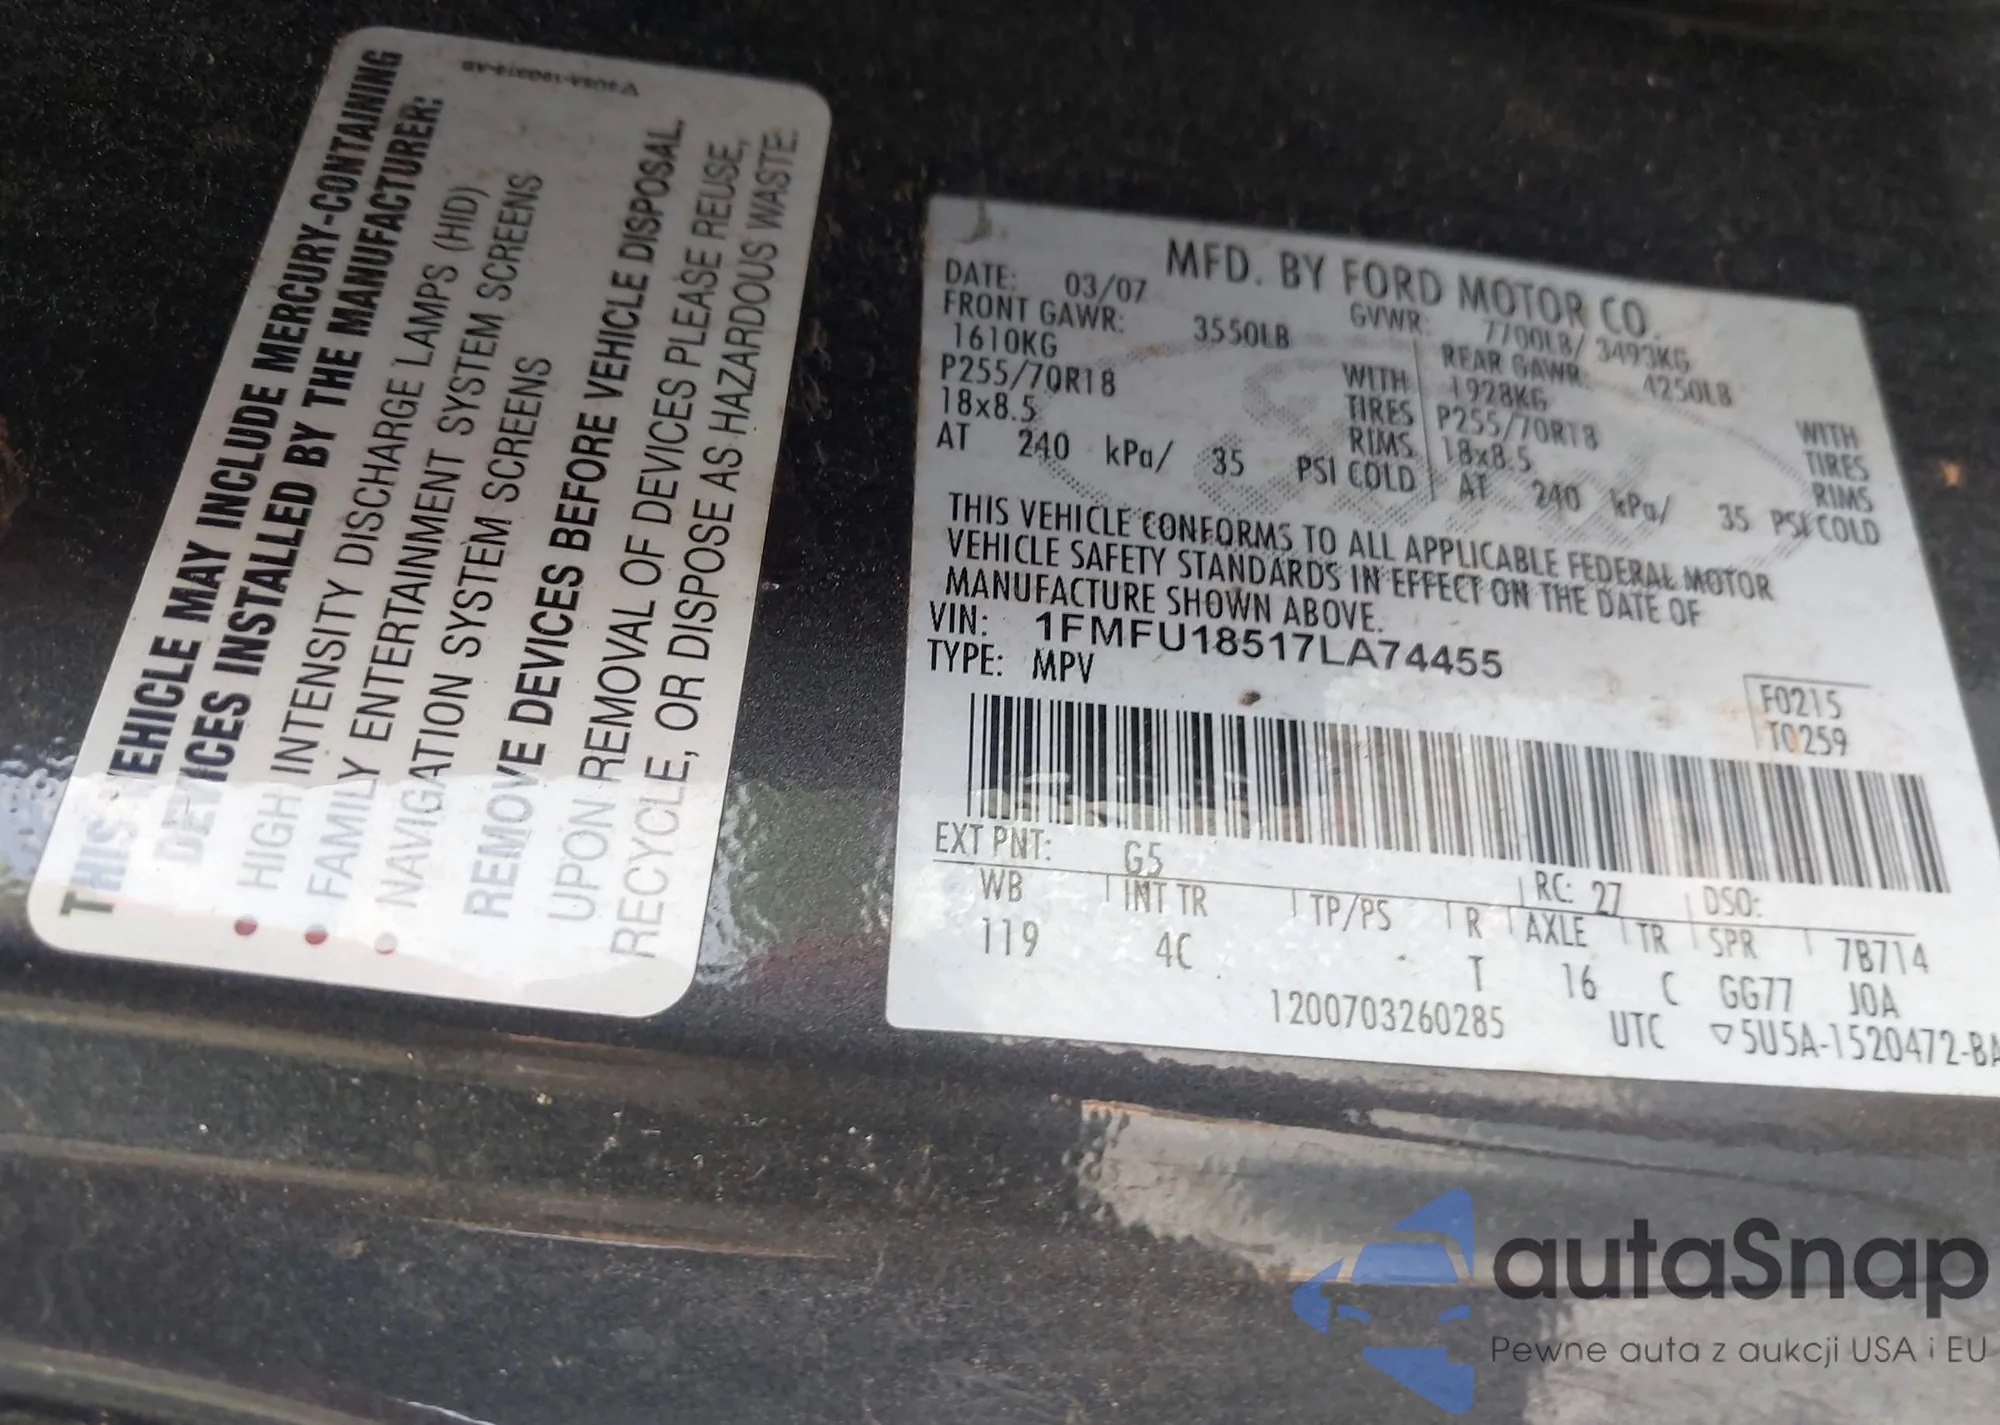 ▽5U5A-19G219-AB
THIS VEHICLE MAY INCLUDE MERCURY-CONTAINING
DEVICES INSTALLED BY THE MANUFACTURER:
• HIGH INTENSITY DISCHARGE LAMPS (HID)
• FAMILY ENTERTAINMENT SYSTEM SCREENS
• NAVIGATION SYSTEM SCREENS
REMOVE DEVICES BEFORE VEHICLE DISPOSAL.
UPON REMOVAL OF DEVICES PLEASE REUSE,
RECYCLE, OR DISPOSE AS HAZARDOUS WASTE.
MFD. BY FORD MOTOR CO.
DATE: 03/07 GVWR: 7700LB/ 3493KG
FRONT GAWR: 3550LB REAR GAWR: 4250LB
1610KG WITH 1928KG WITH
P255/70R18 TIRES P255/70R18 TIRES
18x8.5 RIMS 18x8.5 RIMS
AT 240 kPa/ 35 PSI COLD AT 240 kPa/ 35 PSI COLD
THIS VEHICLE CONFORMS TO ALL APPLICABLE FEDERAL MOTOR
VEHICLE SAFETY STANDARDS IN EFFECT ON THE DATE OF
MANUFACTURE SHOWN ABOVE.
VIN: 1FMFU18517LA74455
TYPE: MPV
F0215
T0259
EXT PNT: G5 RC: 27 DSO:
WB INT TR TP/PS R AXLE TR SPR 7B714
119 4C T 16 C GG77 JOA
1200703260285 UTC ▽5U5A-1520472-BA
autaSnap
Pewne auta z aukcji USA i EU